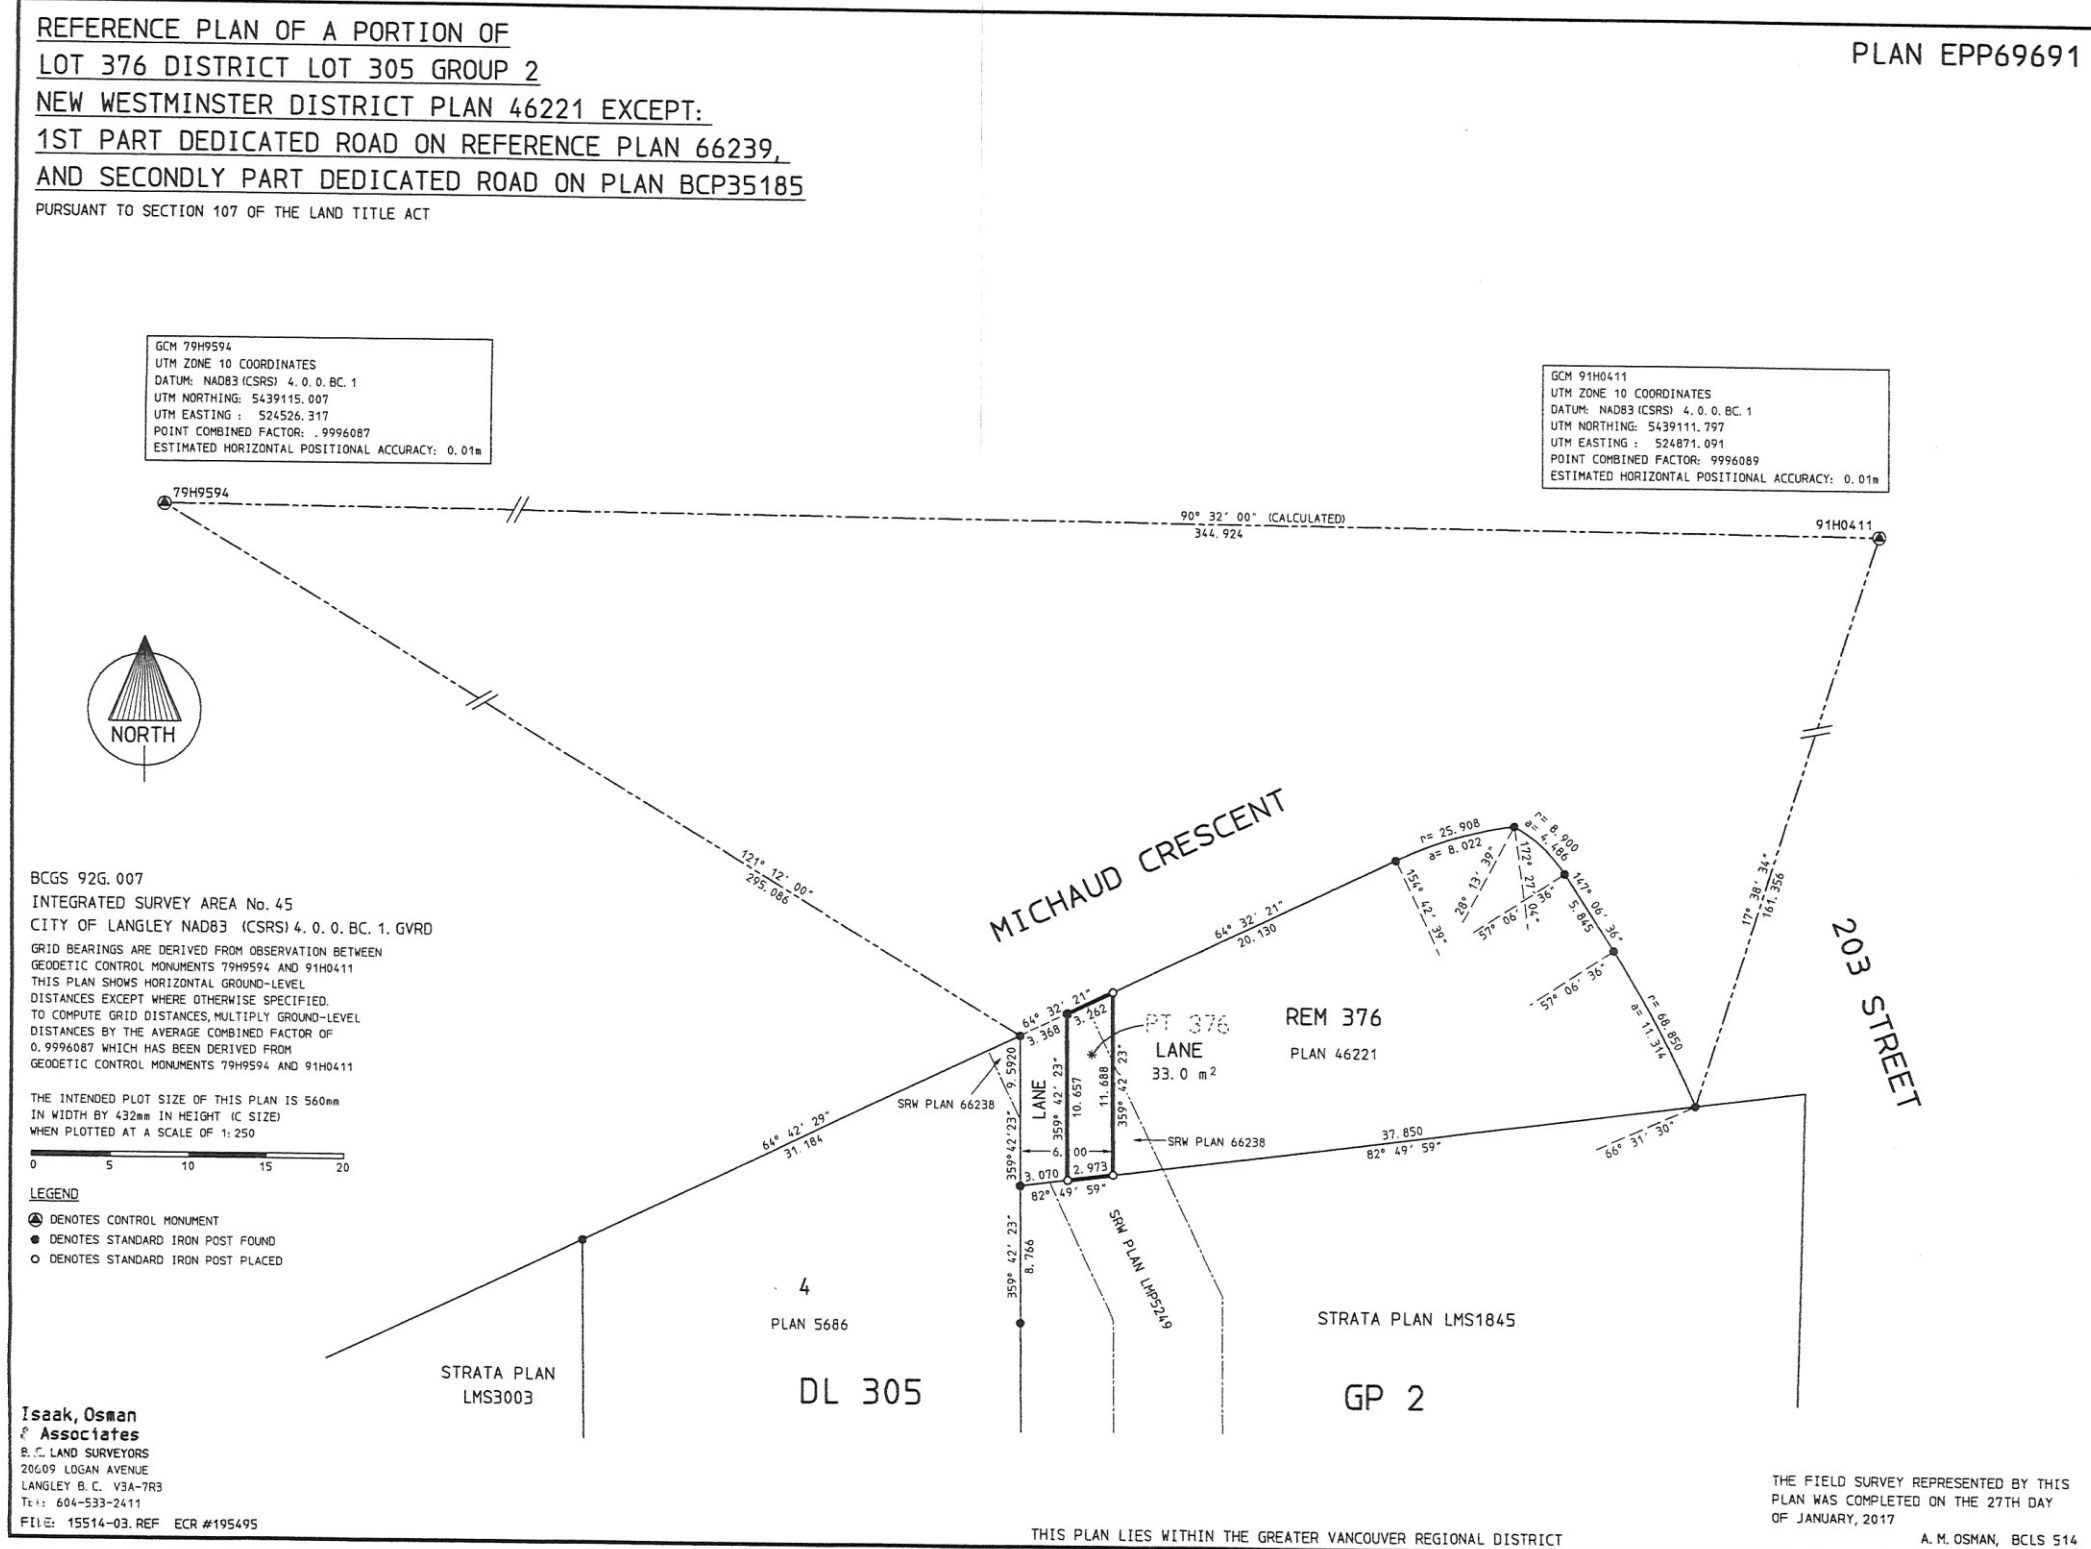 REFERENCE PLAN OF A PORTION OF
LOT 376 DISTRICT LOT 305 GROUP 2
NEW WESTMINSTER DISTRICT PLAN 46221 EXCEPT:
1ST PART DEDICATED ROAD ON REFERENCE PLAN 66239,
AND SECONDLY PART DEDICATED ROAD ON PLAN BCP35185
PURSUANT TO SECTION 107 OF THE LAND TITLE ACT
PLAN EPP69691
GCM 79H9594
UTM ZONE 10 COORDINATES
DATUM: NAD83 (CSRS) 4.0.0.BC.1
UTM NORTHING: 5439115.007
UTM EASTING : 524526.317
POINT COMBINED FACTOR: .9996087
ESTIMATED HORIZONTAL POSITIONAL ACCURACY: 0.01m
GCM 91H0411
UTM ZONE 10 COORDINATES
DATUM: NAD83 (CSRS) 4.0.0.BC.1
UTM NORTHING: 5439111.797
UTM EASTING : 524871.091
POINT COMBINED FACTOR: 9996089
ESTIMATED HORIZONTAL POSITIONAL ACCURACY: 0.01m
79H9594
90° 32' 00" (CALCULATED)
344.924
91H0411
NORTH
121° 12' 00"
295.086
MICHAUD CRESCENT
r= 25.908
a= 8.022
r= 8.900
a= 4.486
154° 42' 39"
28° 13' 39"
172° 27' 04"
57° 06' 36"
147° 06' 36"
5.845
57° 06' 36"
r= 68.850
a= 11.314
17° 38' 34"
161.356
203 STREET
64° 32' 21"
20.130
64° 32' 21"
3.368
3.262
PT 376
LANE
33.0 m²
REM 376
PLAN 46221
SRW PLAN 66238
359°42'23"
9.5920
LANE
359° 42' 23"
10.657
11.688
359° 42' 23"
SRW PLAN 66238
3.070
2.973
82° 49' 59"
37.850
82° 49' 59"
66° 31' 30"
64° 42' 29"
31.184
359° 42' 23"
8.766
SRW PLAN LMP5249
4
PLAN 5686
STRATA PLAN LMS1845
STRATA PLAN
LMS3003
DL 305
GP 2
BCGS 92G.007
INTEGRATED SURVEY AREA No. 45
CITY OF LANGLEY NAD83 (CSRS) 4.0.0.BC.1.GVRD
GRID BEARINGS ARE DERIVED FROM OBSERVATION BETWEEN
GEODETIC CONTROL MONUMENTS 79H9594 AND 91H0411
THIS PLAN SHOWS HORIZONTAL GROUND-LEVEL
DISTANCES EXCEPT WHERE OTHERWISE SPECIFIED.
TO COMPUTE GRID DISTANCES, MULTIPLY GROUND-LEVEL
DISTANCES BY THE AVERAGE COMBINED FACTOR OF
0.9996087 WHICH HAS BEEN DERIVED FROM
GEODETIC CONTROL MONUMENTS 79H9594 AND 91H0411
THE INTENDED PLOT SIZE OF THIS PLAN IS 560mm
IN WIDTH BY 432mm IN HEIGHT (C SIZE)
WHEN PLOTTED AT A SCALE OF 1:250
0 5 10 15 20
LEGEND
DENOTES CONTROL MONUMENT
DENOTES STANDARD IRON POST FOUND
DENOTES STANDARD IRON POST PLACED
Isaak, Osman
& Associates
B.C. LAND SURVEYORS
20609 LOGAN AVENUE
LANGLEY B.C. V3A-7R3
604-533-2411
FILE: 15514-03.REF ECR #195495
THIS PLAN LIES WITHIN THE GREATER VANCOUVER REGIONAL DISTRICT
THE FIELD SURVEY REPRESENTED BY THIS
PLAN WAS COMPLETED ON THE 27TH DAY
OF JANUARY, 2017
A.M. OSMAN, BCLS 514